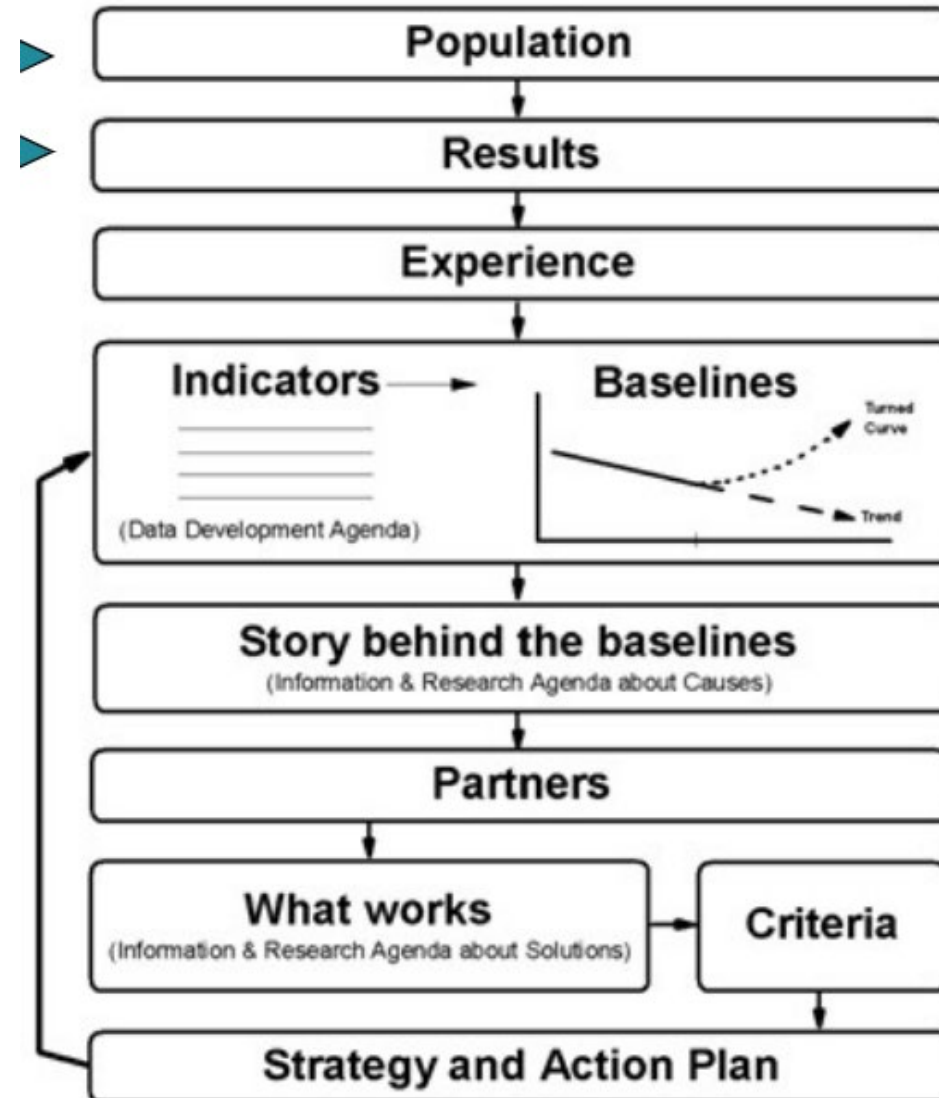 Population
Results
Experience
Indicators
Baselines
Turned
Curve
Trend
(Data Development Agenda)
Story behind the baselines
(Information & Research Agenda about Causes)
Partners
What works
(Information & Research Agenda about Solutions)
Criteria
Strategy and Action Plan